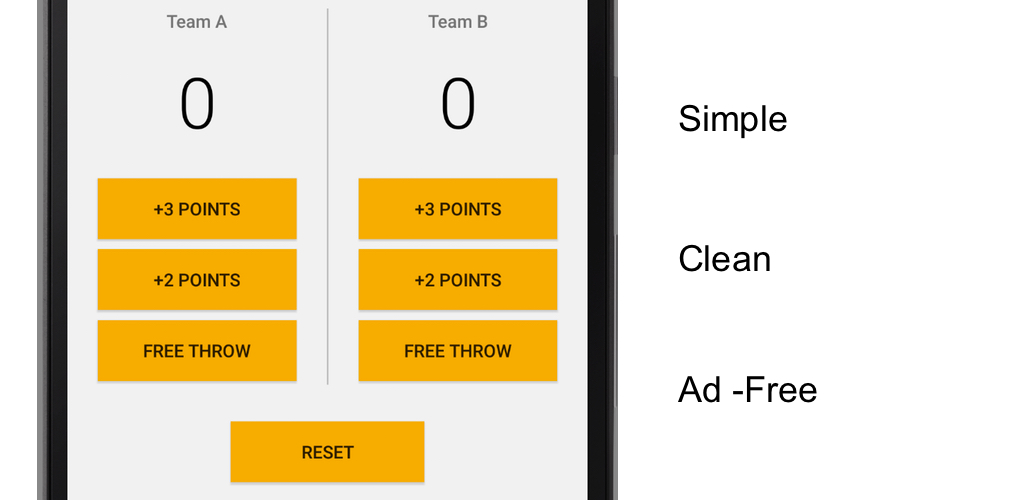 Team A
Team B
0
0
+3 POINTS
+3 POINTS
+2 POINTS
+2 POINTS
FREE THROW
FREE THROW
RESET
Simple
Clean
Ad -Free